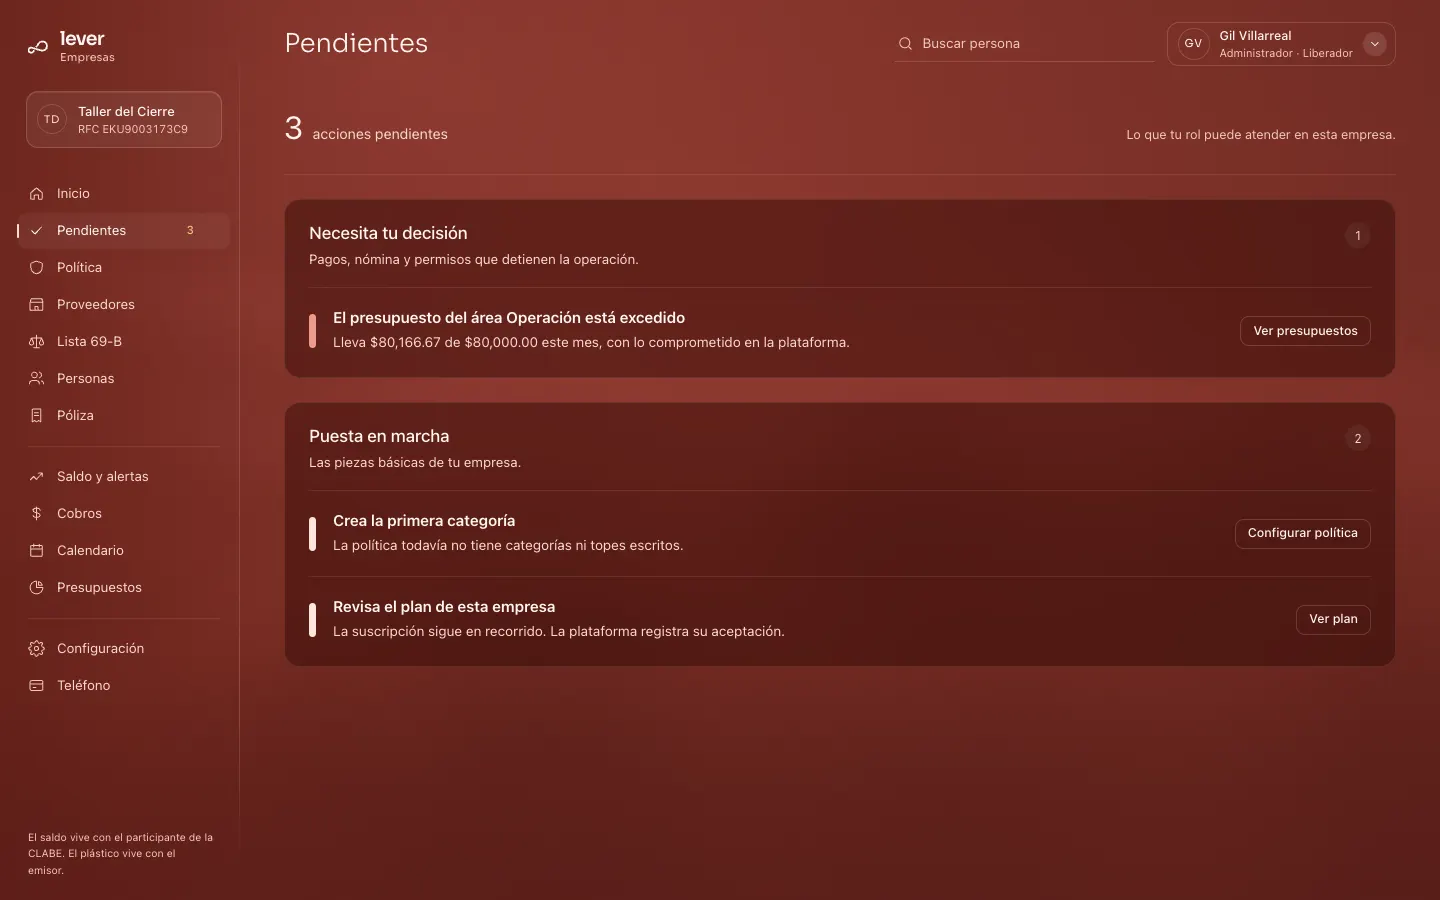 lever
Empresas
TD
Taller del Cierre
RFC EKU9003173C9
Inicio
Pendientes
3
Política
Proveedores
Lista 69-B
Personas
Póliza
Saldo y alertas
Cobros
Calendario
Presupuestos
Configuración
Teléfono
El saldo vive con el participante de la
CLABE. El plástico vive con el
emisor.
Pendientes
Buscar persona
GV
Gil Villarreal
Administrador · Liberador
3 acciones pendientes
Lo que tu rol puede atender en esta empresa.
Necesita tu decisión
1
Pagos, nómina y permisos que detienen la operación.
El presupuesto del área Operación está excedido
Lleva $80,166.67 de $80,000.00 este mes, con lo comprometido en la plataforma.
Ver presupuestos
Puesta en marcha
2
Las piezas básicas de tu empresa.
Crea la primera categoría
La política todavía no tiene categorías ni topes escritos.
Configurar política
Revisa el plan de esta empresa
La suscripción sigue en recorrido. La plataforma registra su aceptación.
Ver plan